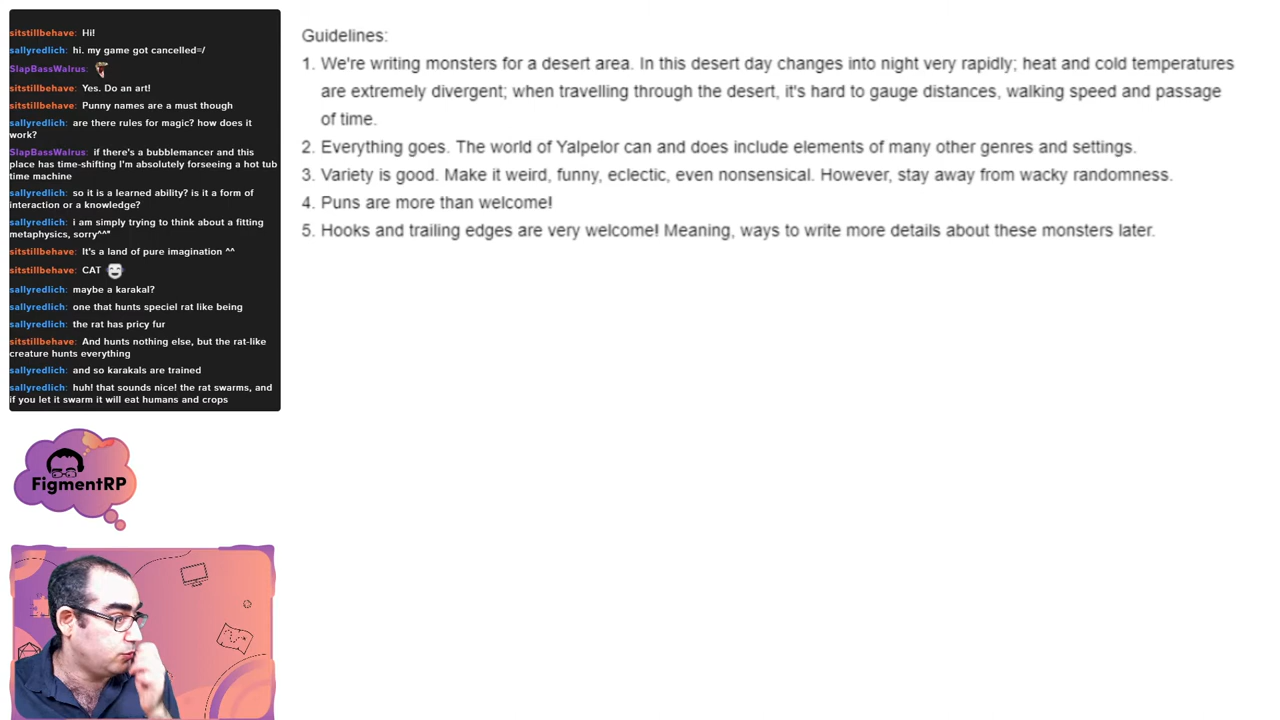 sitstillbehave: Hi!
sallyredlich: hi. my game got cancelled=/
SlapBassWalrus:
sitstillbehave: Yes. Do an art!
sitstillbehave: Punny names are a must though
sallyredlich: are there rules for magic? how does it
work?
SlapBassWalrus: if there's a bubblemancer and this
place has time-shifting I'm absolutely forseeing a hot tub
time machine
sallyredlich: so it is a learned ability? is it a form of
interaction or a knowledge?
sallyredlich: i am simply trying to think about a fitting
metaphysics, sorry^^"
sitstillbehave: It's a land of pure imagination ^^
sitstillbehave: CAT
sallyredlich: maybe a karakal?
sallyredlich: one that hunts speciel rat like being
sallyredlich: the rat has pricy fur
sitstillbehave: And hunts nothing else, but the rat-like
creature hunts everything
sallyredlich: and so karakals are trained
sallyredlich: huh! that sounds nice! the rat swarms, and
if you let it swarm it will eat humans and crops
FigmentRP
Guidelines:
1. We're writing monsters for a desert area. In this desert day changes into night very rapidly; heat and cold temperatures
are extremely divergent; when travelling through the desert, it's hard to gauge distances, walking speed and passage
of time.
2. Everything goes. The world of Yalpelor can and does include elements of many other genres and settings.
3. Variety is good. Make it weird, funny, eclectic, even nonsensical. However, stay away from wacky randomness.
4. Puns are more than welcome!
5. Hooks and trailing edges are very welcome! Meaning, ways to write more details about these monsters later.